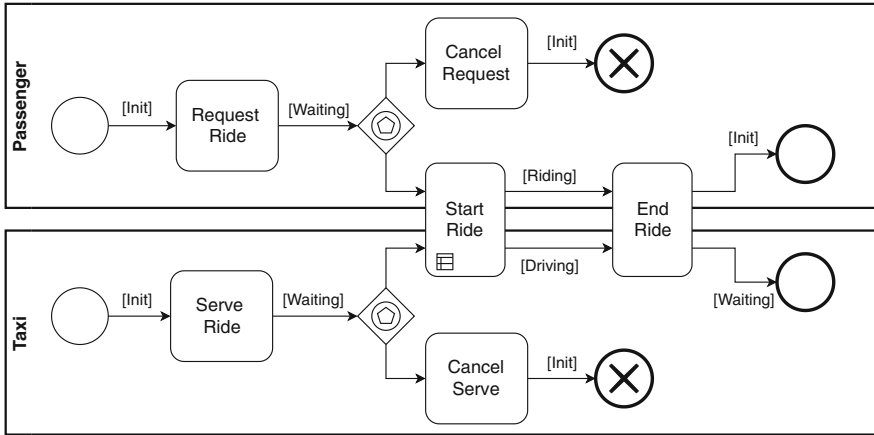 Passenger
[Init]
Request
Ride
[Waiting]
Cancel
Request
[Init]
Start
Ride
[Riding]
[Driving]
End
Ride
[Init]
[Waiting]
Taxi
[Init]
Serve
Ride
[Waiting]
Cancel
Serve
[Init]